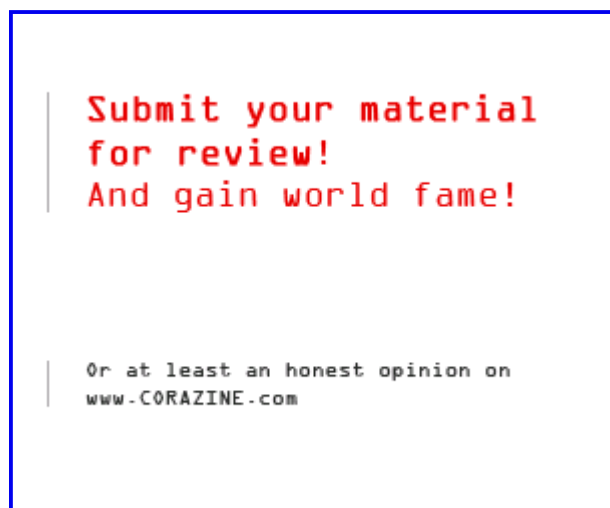 Submit your material
for review!
And gain world fame!
Or at least an honest opinion on
www.CORAZINE.com